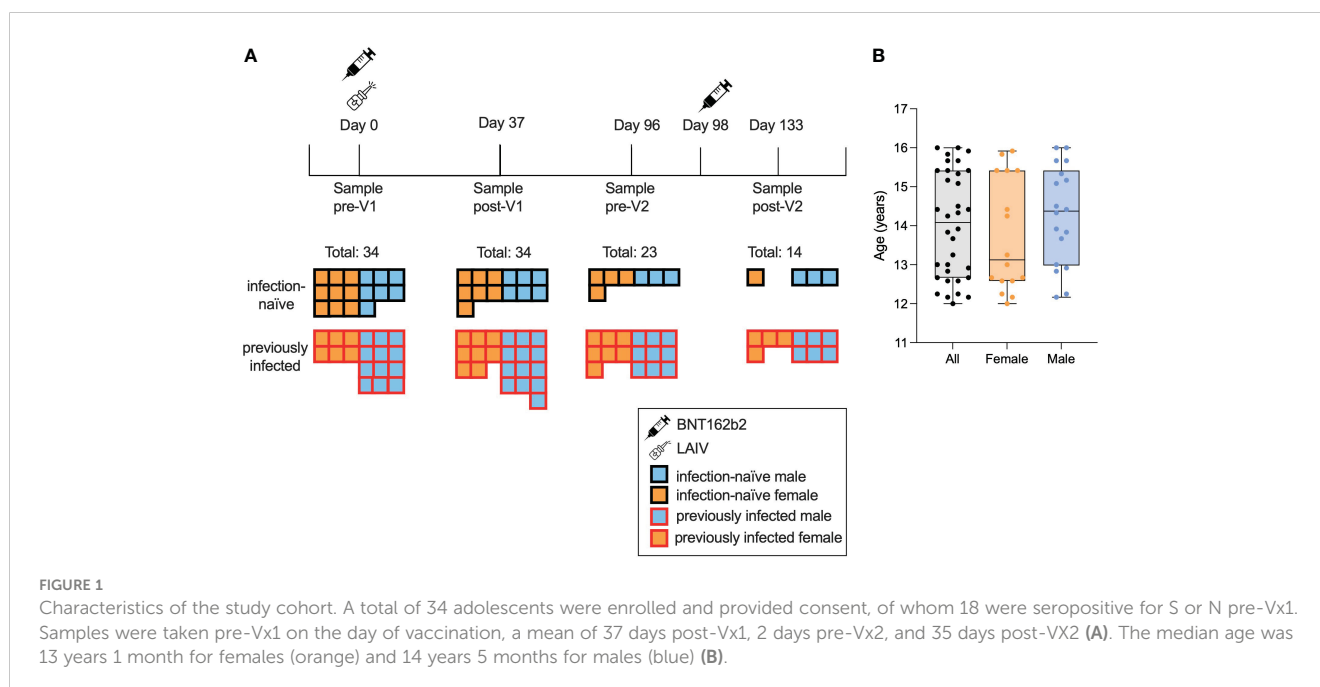 A
B
Day 0
Day 37
Day 96
Day 98
Day 133
Sample
pre-V1
Sample
post-V1
Sample
pre-V2
Sample
post-V2
Total: 34
Total: 34
Total: 23
Total: 14
infection-
naïve
previously
infected
BNT162b2
LAIV
infection-naïve male
infection-naïve female
previously infected male
previously infected female
Age (years)
17
16
15
14
13
12
11
All
Female
Male
FIGURE 1
Characteristics of the study cohort. A total of 34 adolescents were enrolled and provided consent, of whom 18 were seropositive for S or N pre-Vx1.
Samples were taken pre-Vx1 on the day of vaccination, a mean of 37 days post-Vx1, 2 days pre-Vx2, and 35 days post-VX2 (A). The median age was
13 years 1 month for females (orange) and 14 years 5 months for males (blue) (B).